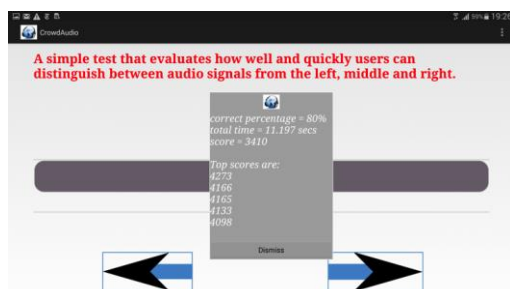 19:26
CrowdAudio
A simple test that evaluates how well and quickly users can
distinguish between audio signals from the left, middle and right.
correct percentage = 80%
total time = 11.197 secs
score = 3410
Top scores are:
4273
4166
4165
4133
4098
Dismiss